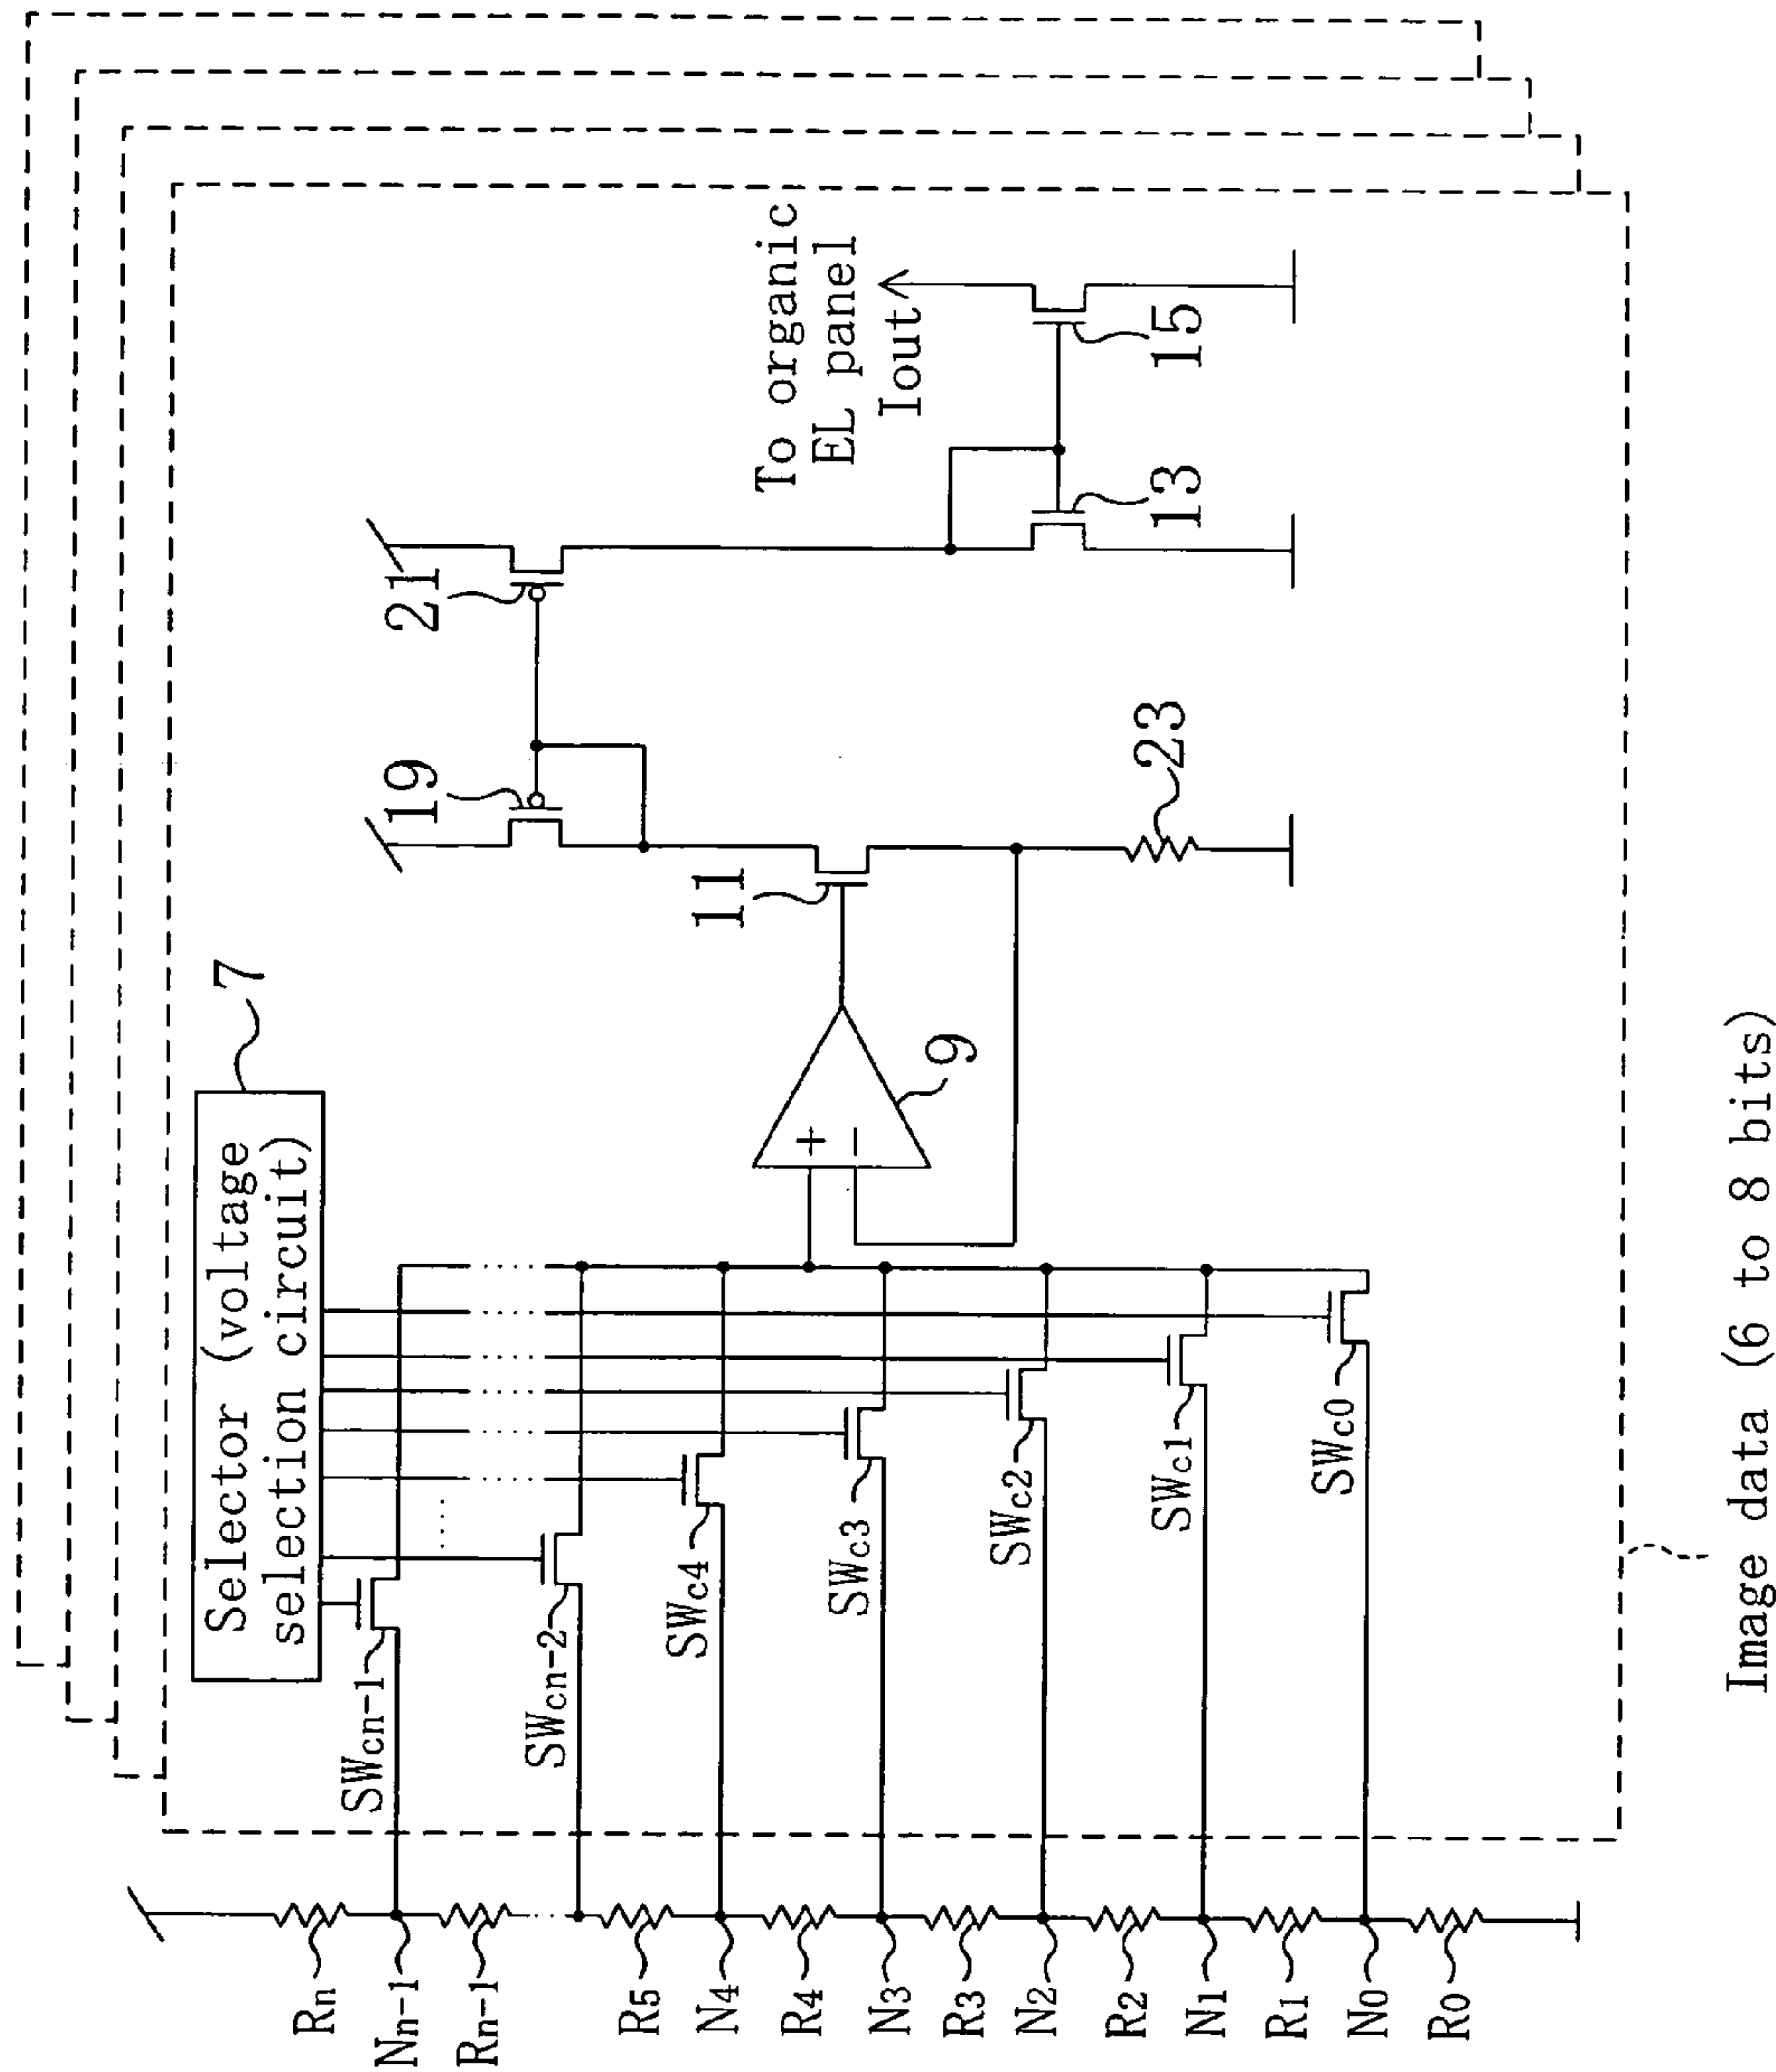 Selector (voltage
selection circuit)
7
SWcn-1
SWcn-2
SWc4
SWc3
SWc2
SWc1
SWc0
Rn
Nn-1
Rn-1
R5
N4
R4
N3
R3
N2
R2
N1
R1
N0
R0
+
−
9
11
19
21
23
13
15
To organic
EL panel
Iout
Image data (6 to 8 bits)